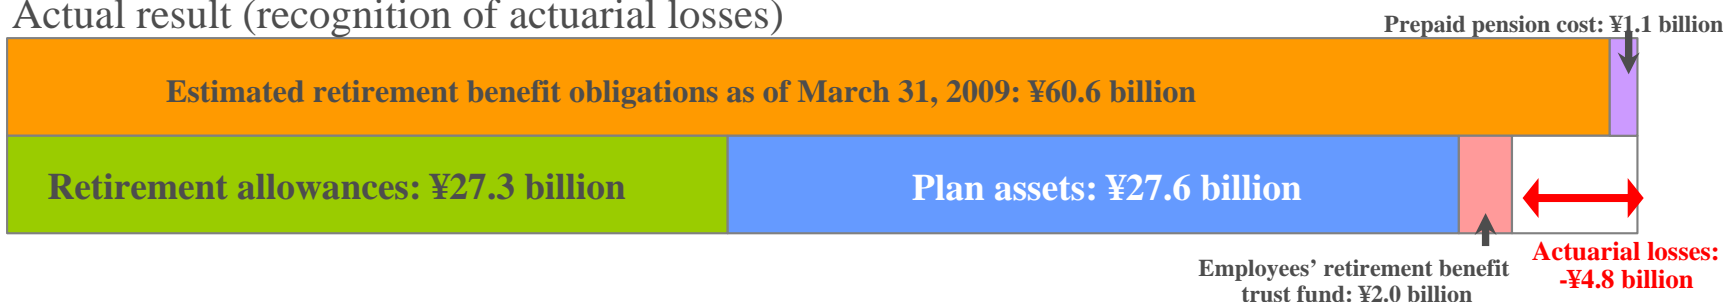 Actual result (recognition of actuarial losses)
Prepaid pension cost: ¥1.1 billion
Estimated retirement benefit obligations as of March 31, 2009: ¥60.6 billion
Retirement allowances: ¥27.3 billion
Plan assets: ¥27.6 billion
Employees’ retirement benefit
trust fund: ¥2.0 billion
Actuarial losses:
-¥4.8 billion